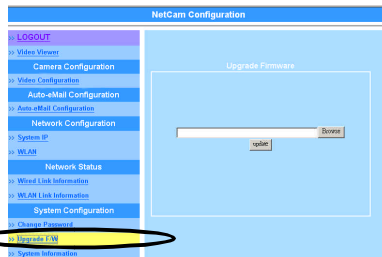 NetCam Configuration
>> LOGOUT
>> Video Viewer
Camera Configuration
>> Video Configuration
Auto-eMail Configuration
>> Auto-eMail Configuration
Network Configuration
>> System IP
>> WLAN
Network Status
>> Wired Link Information
>> WLAN Link Information
System Configuration
>> Change Password
>> Upgrade F/W
>> System Information
Upgrade Firmware
Browse
update